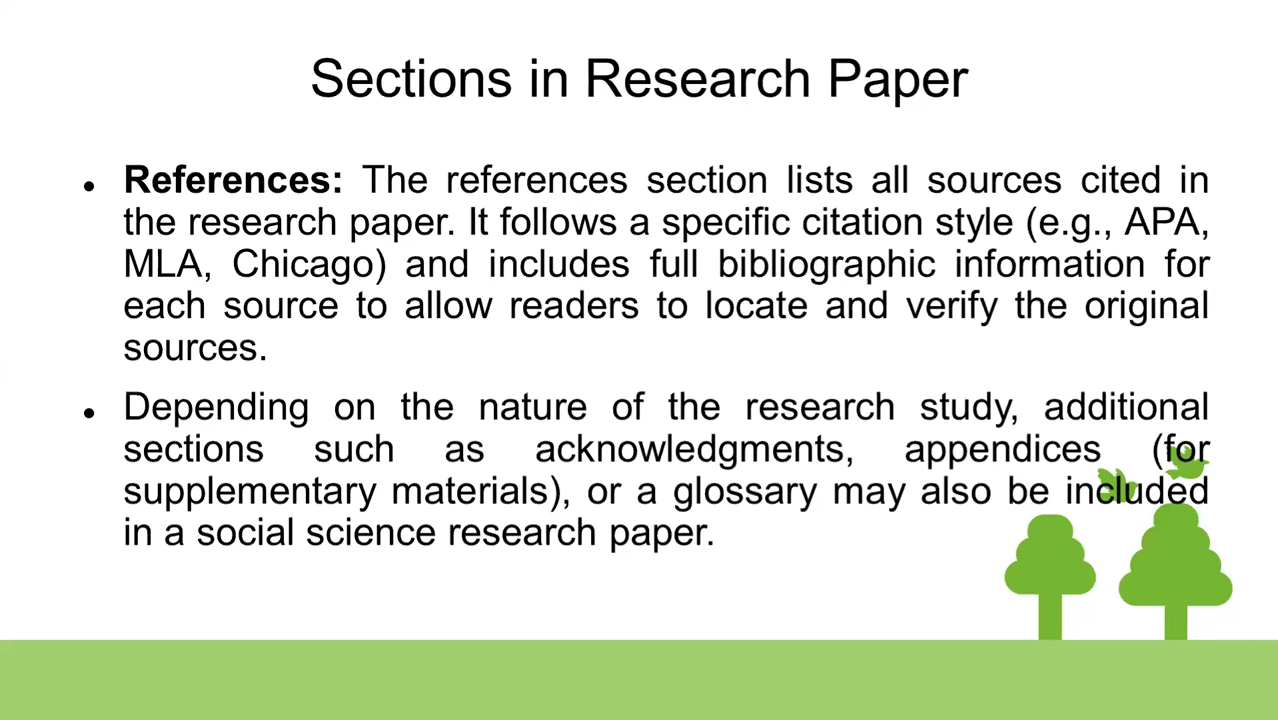 Sections in Research Paper
• References: The references section lists all sources cited in
the research paper. It follows a specific citation style (e.g., APA,
MLA, Chicago) and includes full bibliographic information for
each source to allow readers to locate and verify the original
sources.
• Depending on the nature of the research study, additional
sections such as acknowledgments, appendices (for
supplementary materials), or a glossary may also be included
in a social science research paper.